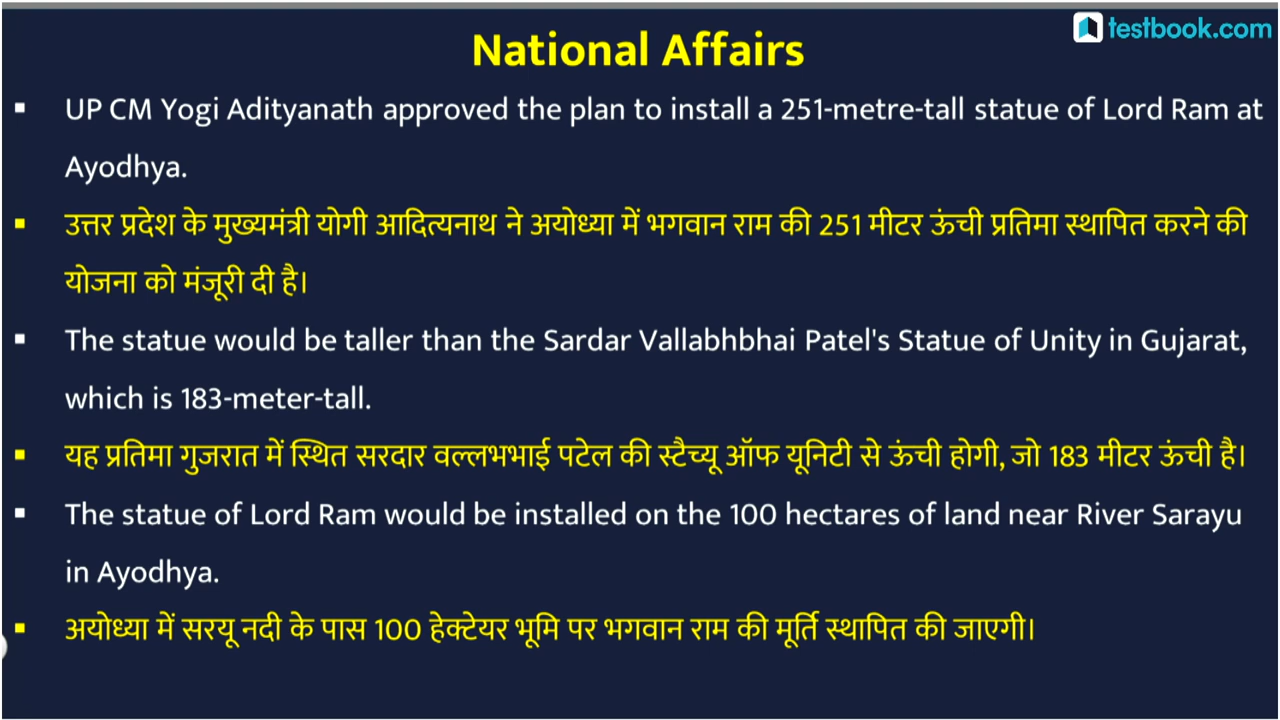 testbook.com
National Affairs
▪ UP CM Yogi Adityanath approved the plan to install a 251-metre-tall statue of Lord Ram at
Ayodhya.
▪ उत्तर प्रदेश के मुख्यमंत्री योगी आदित्यनाथ ने अयोध्या में भगवान राम की 251 मीटर ऊंची प्रतिमा स्थापित करने की
योजना को मंजूरी दी है।
▪ The statue would be taller than the Sardar Vallabhbhai Patel's Statue of Unity in Gujarat,
which is 183-meter-tall.
▪ यह प्रतिमा गुजरात में स्थित सरदार वल्लभभाई पटेल की स्टैच्यू ऑफ यूनिटी से ऊंची होगी, जो 183 मीटर ऊंची है।
▪ The statue of Lord Ram would be installed on the 100 hectares of land near River Sarayu
in Ayodhya.
▪ अयोध्या में सरयू नदी के पास 100 हेक्टेयर भूमि पर भगवान राम की मूर्ति स्थापित की जाएगी।